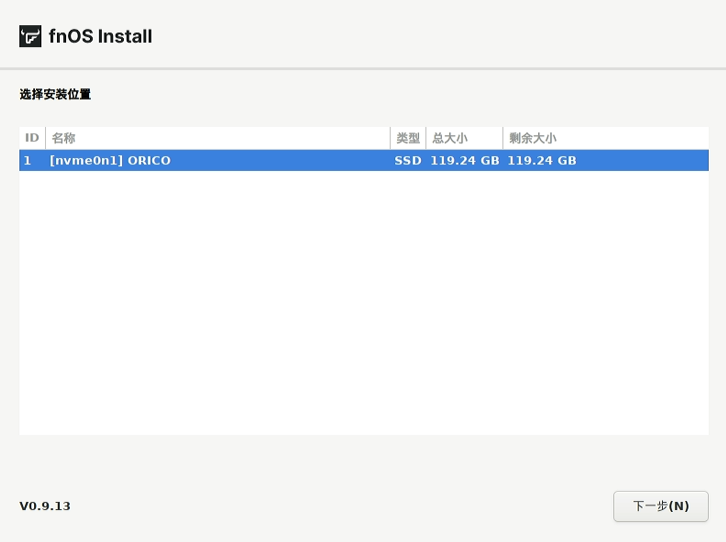 fnOS Install
选择安装位置
ID 名称 类型 总大小 剩余大小
1 [nvme0n1] ORICO SSD 119.24 GB 119.24 GB
V0.9.13 下一步(N)